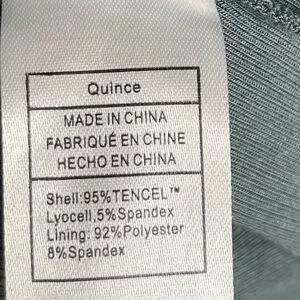 Quince
MADE IN CHINA
FABRIQUÉ EN CHINE
HECHO EN CHINA
Shell:95%TENCEL™
Lyocell,5%Spandex
Lining: 92%Polyester
8%Spandex